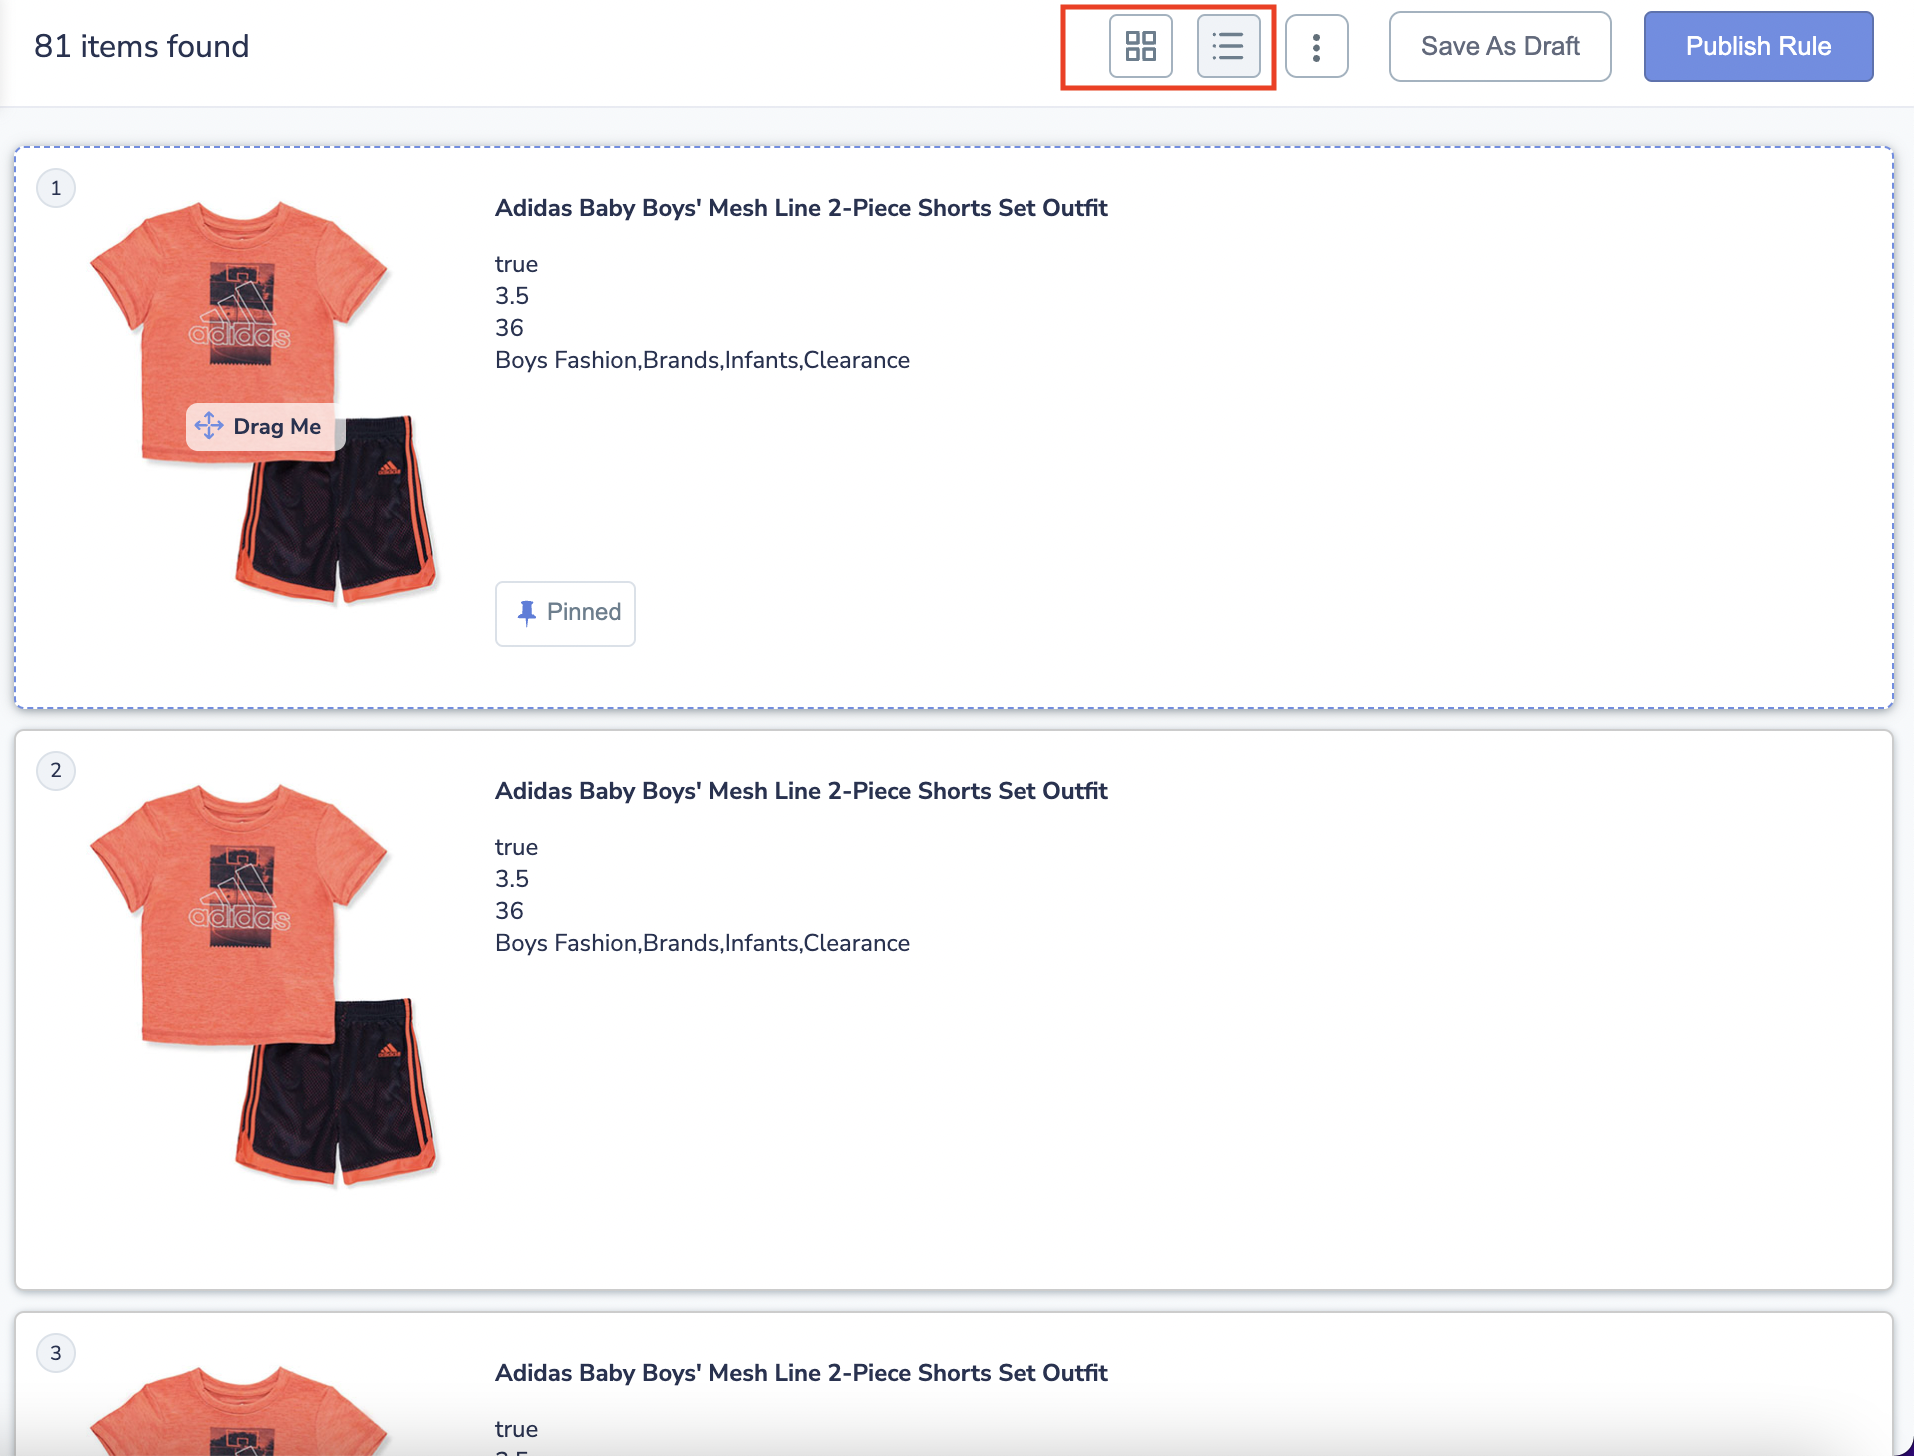 81 items found
Save As Draft
Publish Rule
1
adidas
Drag Me
Adidas Baby Boys' Mesh Line 2-Piece Shorts Set Outfit
true
3.5
36
Boys Fashion,Brands,Infants,Clearance
Pinned
2
adidas
Adidas Baby Boys' Mesh Line 2-Piece Shorts Set Outfit
true
3.5
36
Boys Fashion,Brands,Infants,Clearance
3
Adidas Baby Boys' Mesh Line 2-Piece Shorts Set Outfit
true